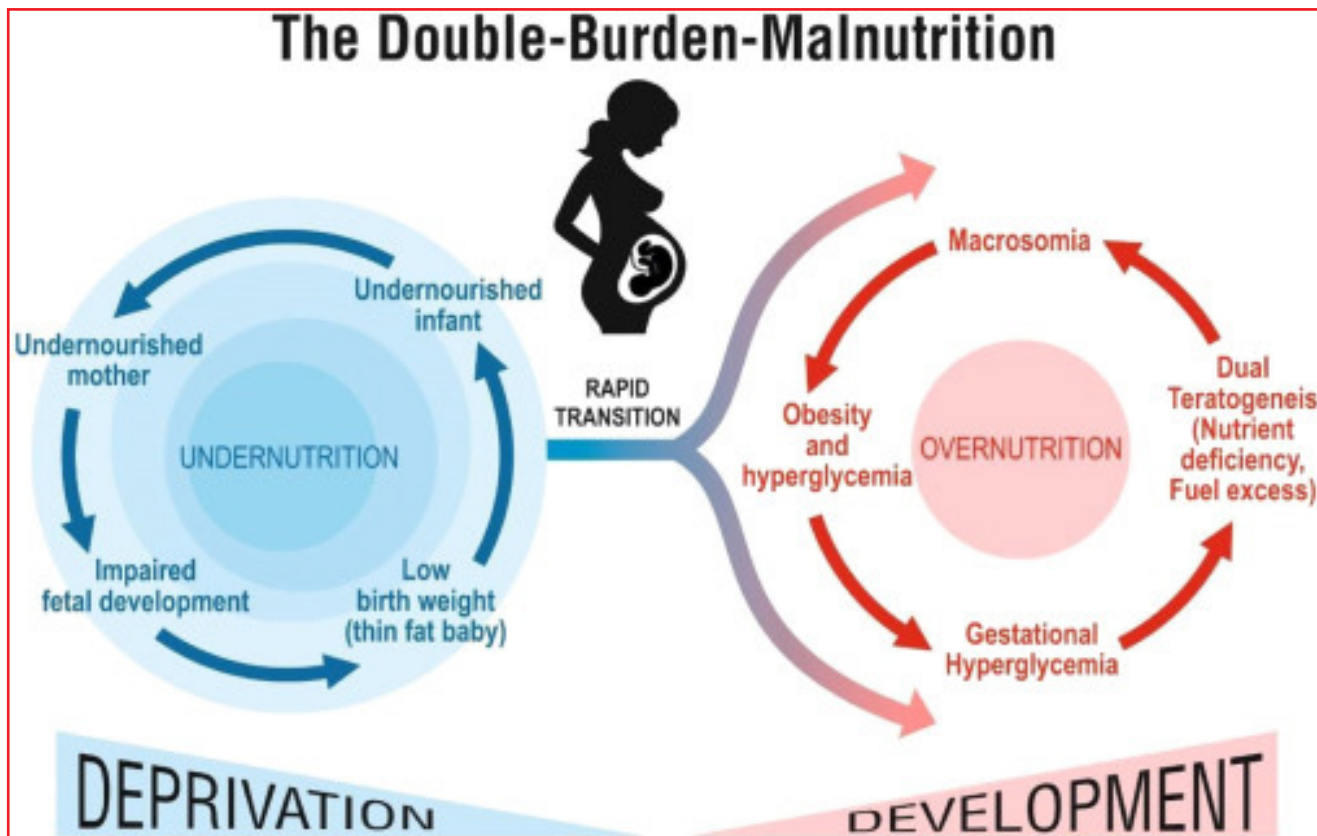 The Double-Burden-Malnutrition
Undernourished
infant
Undernourished
mother
UNDERNUTRITION
Impaired
fetal development
Low
birth weight
(thin fat baby)
RAPID
TRANSITION
Macrosomia
Obesity
and
hyperglycemia
OVERNUTRITION
Dual
Teratogeneis
(Nutrient
deficiency,
Fuel excess)
Gestational
Hyperglycemia
DEPRIVATION
DEVELOPMENT